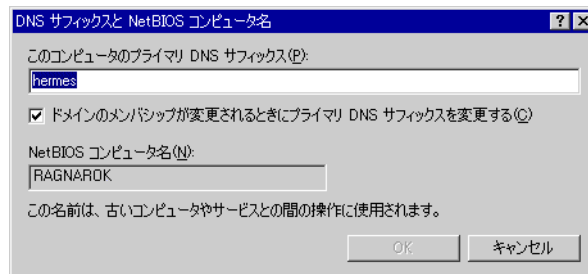 DNS サフィックスと NetBIOS コンピュータ名
このコンピュータのプライマリ DNS サフィックス(P):
hermes
ドメインのメンバシップが変更されるときにプライマリ DNS サフィックスを変更する(C)
NetBIOS コンピュータ名(N):
RAGNAROK
この名前は、古いコンピュータやサービスとの間の操作に使用されます。
OK キャンセル